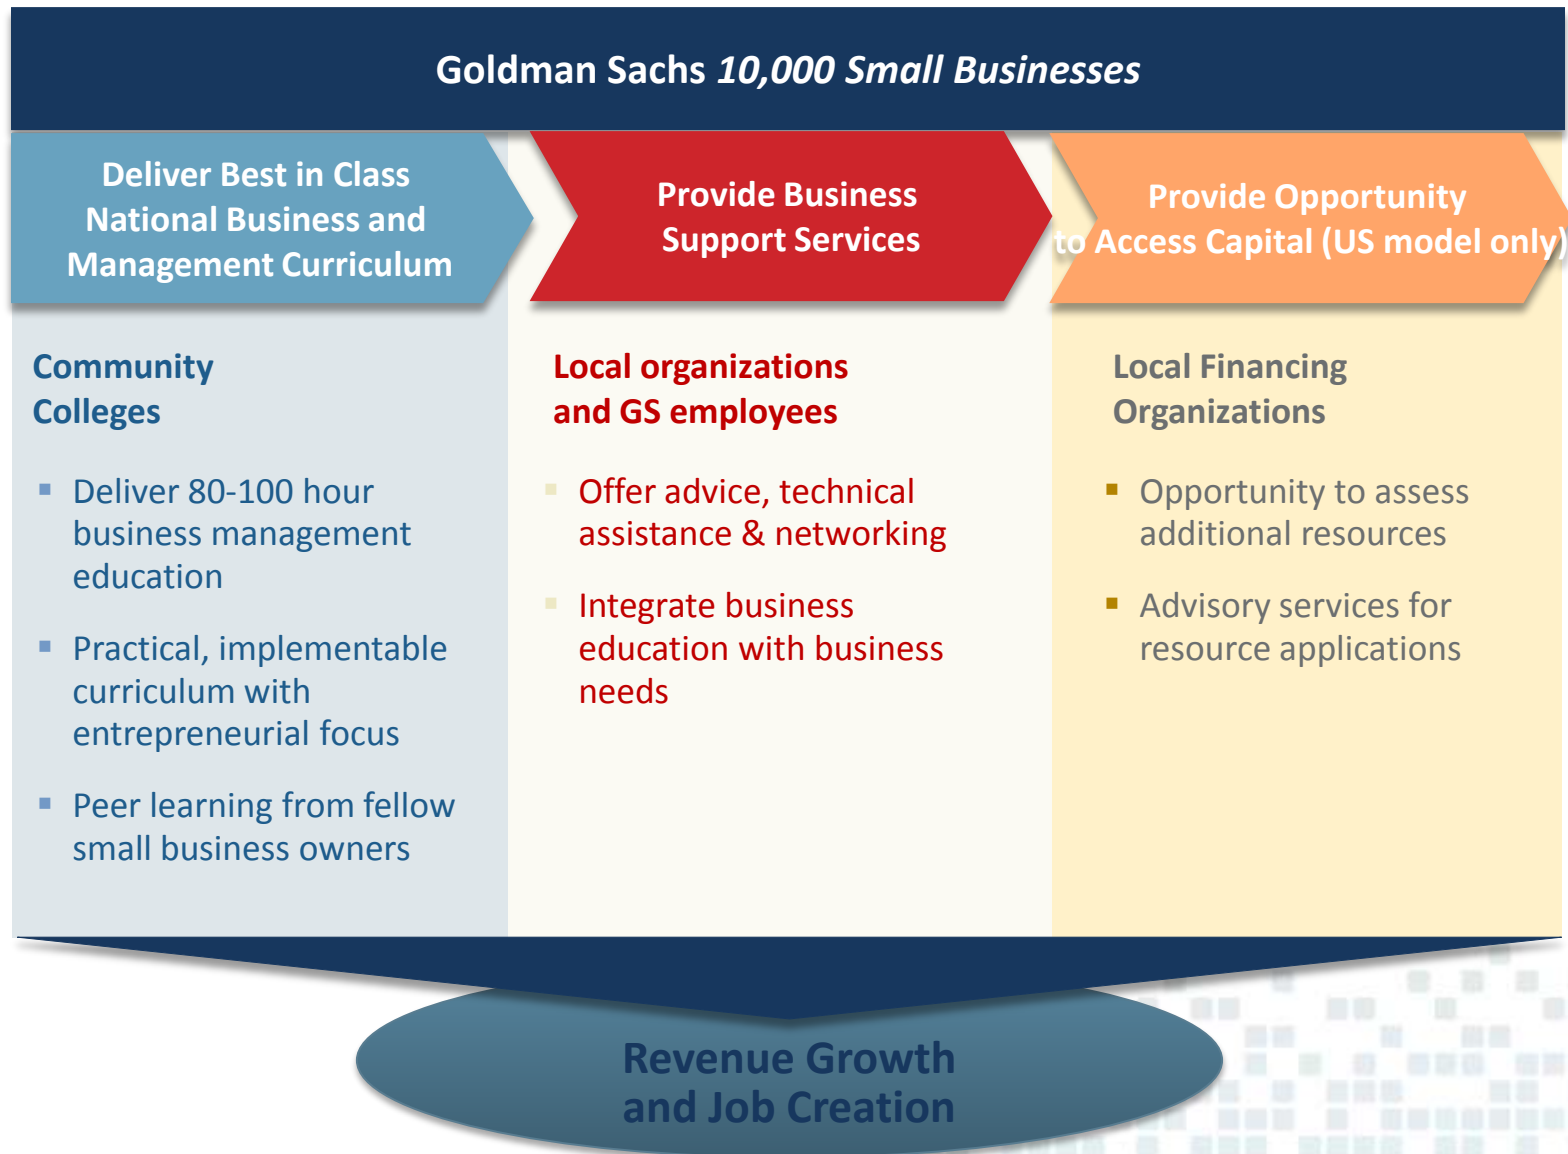 Goldman Sachs 10,000 Small Businesses
Deliver Best in Class
National Business and
Management Curriculum
Provide Business
Support Services
Provide Opportunity
to Access Capital (US model only)
Community
Colleges
▪ Deliver 80-100 hour
business management
education
▪ Practical, implementable
curriculum with
entrepreneurial focus
▪ Peer learning from fellow
small business owners
Local organizations
and GS employees
▪ Offer advice, technical
assistance & networking
▪ Integrate business
education with business
needs
Local Financing
Organizations
▪ Opportunity to assess
additional resources
▪ Advisory services for
resource applications
Revenue Growth
and Job Creation